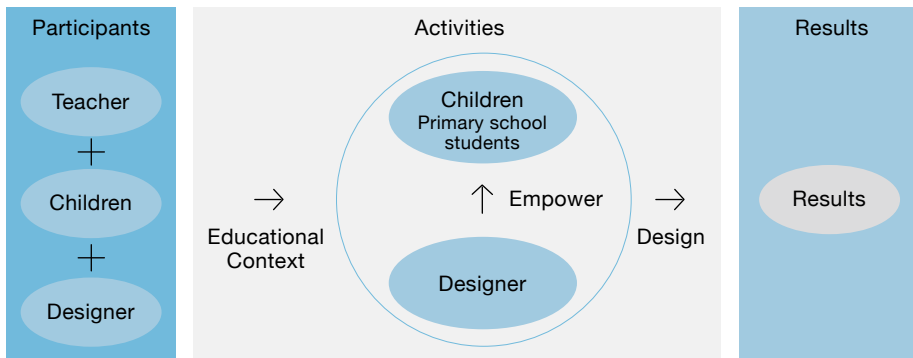 Participants
Teacher
+
Children
+
Designer
Activities
Educational
Context
Children
Primary school
students
Empower
Designer
Design
Results
Results